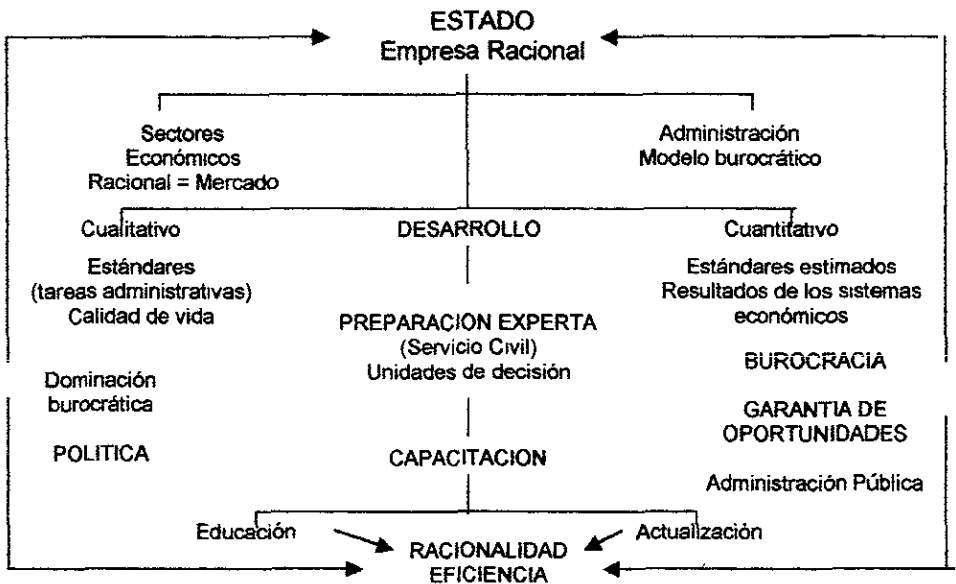 ESTADO
Empresa Racional
Sectores
Económicos
Racional = Mercado
Administración
Modelo burocrático
Cualitativo
DESARROLLO
Cuantitativo
Estándares
(tareas administrativas)
Calidad de vida
Estándares estimados
Resultados de los sistemas
económicos
PREPARACION EXPERTA
(Servicio Civil)
Unidades de decisión
BUROCRACIA
Dominación
burocrática
GARANTIA DE
OPORTUNIDADES
POLITICA
CAPACITACION
Administración Pública
Educación
Actualización
RACIONALIDAD
EFICIENCIA